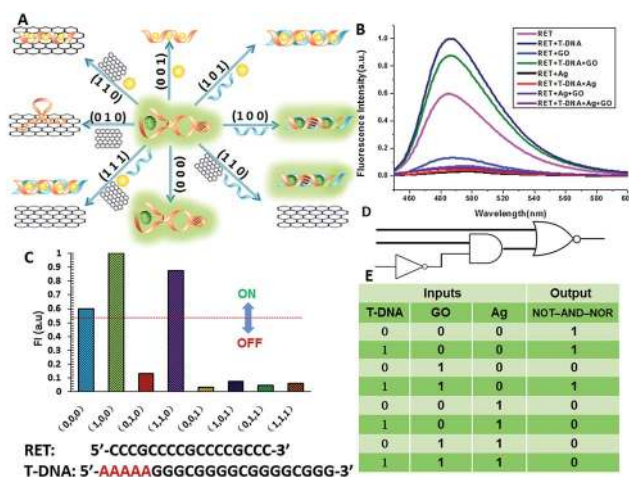 A
(0 0 1)
(1 1 0)
(1 0 1)
(0 1 0)
(1 0 0)
(1 1 1)
(0 0 0)
(1 1 0)
B
Fluorescence Intensity(a.u.)
1.0
0.8
0.6
0.4
0.2
0.0
RET
RET+T-DNA
RET+GO
RET+T-DNA+GO
RET+Ag
RET+T-DNA+Ag
RET+Ag+GO
RET+T-DNA+Ag+GO
460 480 500 520 540 560 580 600
Wavelength(nm)
C
FI (a.u)
1
0.9
0.8
0.7
0.6
0.5
0.4
0.3
0.2
0.1
0
ON
OFF
(0,0,0) (1,0,0) (0,1,0) (1,1,0) (0,0,1) (1,0,1) (0,1,1) (1,1,1)
RET: 5'-CCCGCCCCGCCCCGCCC-3'
T-DNA: 5'-AAAAAGGGCGGGGCGGGGCGGG-3'
D
E
Inputs Output
T-DNA GO Ag NOT–AND–NOR
0 0 0 1
1 0 0 1
0 1 0 0
1 1 0 1
0 0 1 0
1 0 1 0
0 1 1 0
1 1 1 0